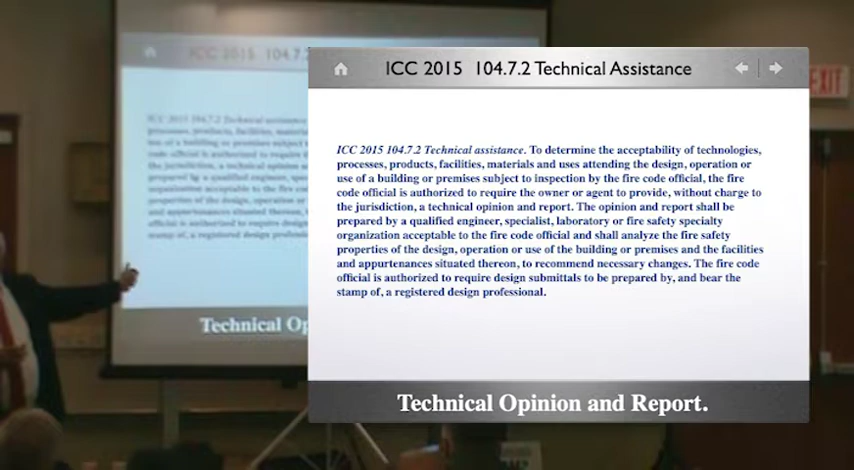 ICC 2015 104.7.2 Technical Assistance
ICC 2015 104.7.2 Technical assistance. To determine the acceptability of technologies,
processes, products, facilities, materials and uses attending the design, operation or
use of a building or premises subject to inspection by the fire code official, the fire
code official is authorized to require the owner or agent to provide, without charge to
the jurisdiction, a technical opinion and report. The opinion and report shall be
prepared by a qualified engineer, specialist, laboratory or fire safety specialty
organization acceptable to the fire code official and shall analyze the fire safety
properties of the design, operation or use of the building or premises and the facilities
and appurtenances situated thereon, to recommend necessary changes. The fire code
official is authorized to require design submittals to be prepared by, and bear the
stamp of, a registered design professional.
Technical Opinion and Report.
ICC 2015 104.7.
Technical Op
EXIT